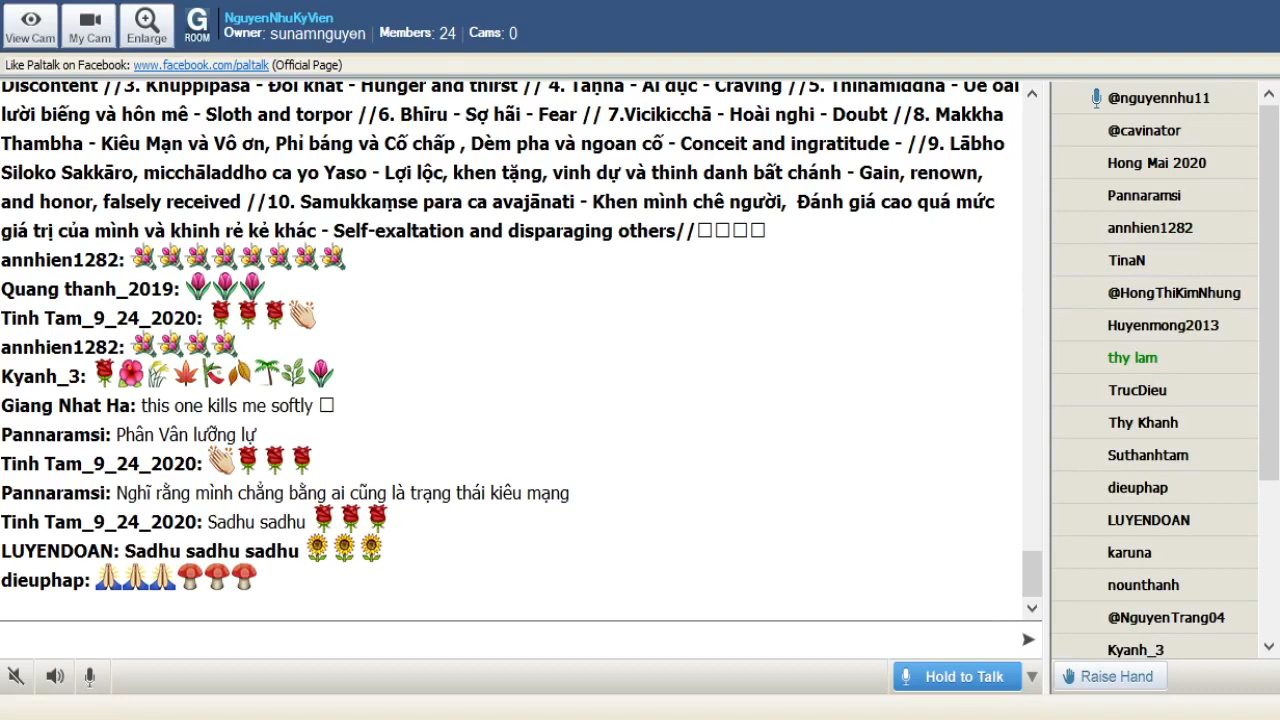 View Cam
My Cam
Enlarge
G
ROOM
NguyenNhuKyVien
Owner: sunamnguyen | Members: 24 | Cams: 0
Like Paltalk on Facebook: www.facebook.com/paltalk (Official Page)
Discontent //3. Khuppipāsā - Đói khát - Hunger and thirst // 4. Taṇhā - Ái dục - Craving //5. Thīnamiddha - Uể oải
lười biếng và hôn mê - Sloth and torpor //6. Bhīru - Sợ hãi - Fear // 7.Vicikicchā - Hoài nghi - Doubt //8. Makkha
Thambha - Kiêu Mạn và Vô ơn, Phỉ báng và Cố chấp , Dèm pha và ngoan cố - Conceit and ingratitude - //9. Lābho
Siloko Sakkāro, micchāladdho ca yo Yaso - Lợi lộc, khen tặng, vinh dự và thinh danh bất chánh - Gain, renown,
and honor, falsely received //10. Samukkaṃse para ca avajānati - Khen mình chê người,  Đánh giá cao quá mức
giá trị của mình và khinh rẻ kẻ khác - Self-exaltation and disparaging others//□□□□
annhien1282:
Quang thanh_2019:
Tinh Tam_9_24_2020:
annhien1282:
Kyanh_3:
Giang Nhat Ha: this one kills me softly □
Pannaramsi: Phân Vân lưỡng lự
Tinh Tam_9_24_2020:
Pannaramsi: Nghĩ rằng mình chẳng bằng ai cũng là trạng thái kiêu mạng
Tinh Tam_9_24_2020: Sadhu sadhu
LUYENDOAN: Sadhu sadhu sadhu
dieuphap:
Hold to Talk
@nguyennhu11
@cavinator
Hong Mai 2020
Pannaramsi
annhien1282
TinaN
@HongThiKimNhung
Huyenmong2013
thy lam
TrucDieu
Thy Khanh
Suthanhtam
dieuphap
LUYENDOAN
karuna
nounthanh
@NguyenTrang04
Kyanh_3
Raise Hand